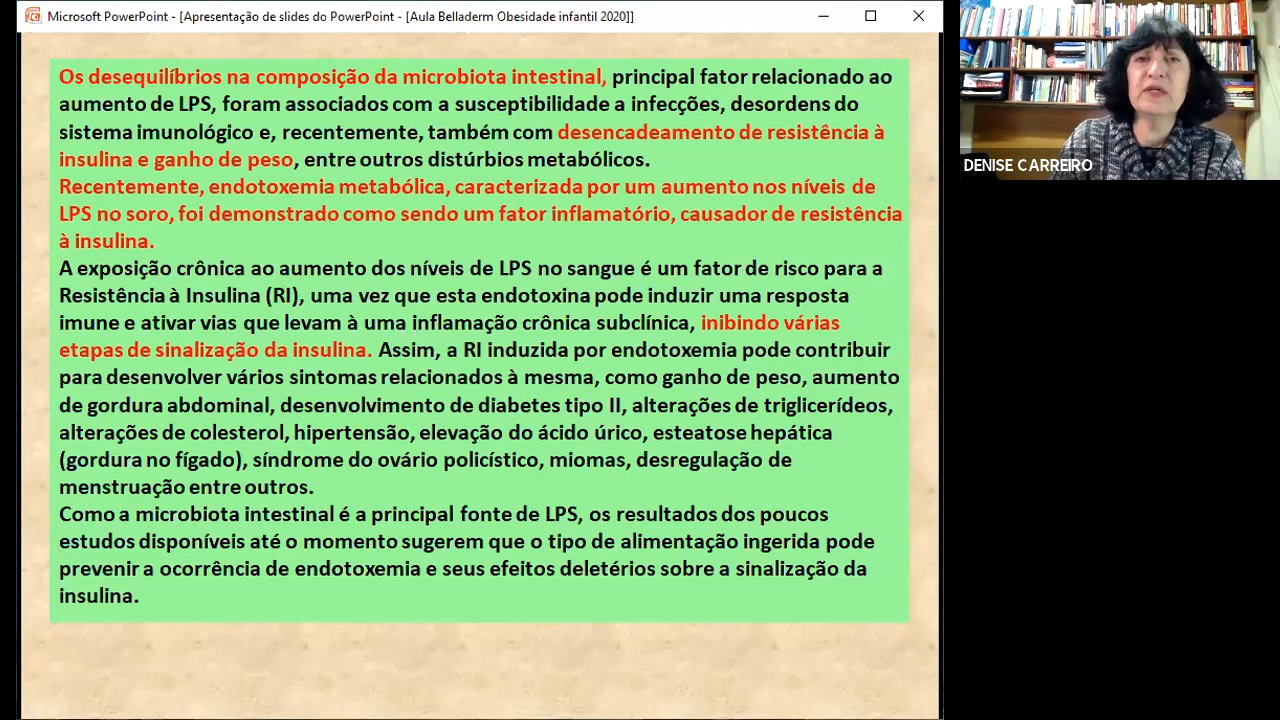 Microsoft PowerPoint - [Apresentação de slides do PowerPoint - [Aula Belladerm Obesidade infantil 2020]]
Os desequilíbrios na composição da microbiota intestinal, principal fator relacionado ao
aumento de LPS, foram associados com a susceptibilidade a infecções, desordens do
sistema imunológico e, recentemente, também com desencadeamento de resistência à
insulina e ganho de peso, entre outros distúrbios metabólicos.
Recentemente, endotoxemia metabólica, caracterizada por um aumento nos níveis de
LPS no soro, foi demonstrado como sendo um fator inflamatório, causador de resistência
à insulina.
A exposição crônica ao aumento dos níveis de LPS no sangue é um fator de risco para a
Resistência à Insulina (RI), uma vez que esta endotoxina pode induzir uma resposta
imune e ativar vias que levam à uma inflamação crônica subclínica, inibindo várias
etapas de sinalização da insulina. Assim, a RI induzida por endotoxemia pode contribuir
para desenvolver vários sintomas relacionados à mesma, como ganho de peso, aumento
de gordura abdominal, desenvolvimento de diabetes tipo II, alterações de triglicerídeos,
alterações de colesterol, hipertensão, elevação do ácido úrico, esteatose hepática
(gordura no fígado), síndrome do ovário policístico, miomas, desregulação de
menstruação entre outros.
Como a microbiota intestinal é a principal fonte de LPS, os resultados dos poucos
estudos disponíveis até o momento sugerem que o tipo de alimentação ingerida pode
prevenir a ocorrência de endotoxemia e seus efeitos deletérios sobre a sinalização da
insulina.
DENISE CARREIRO